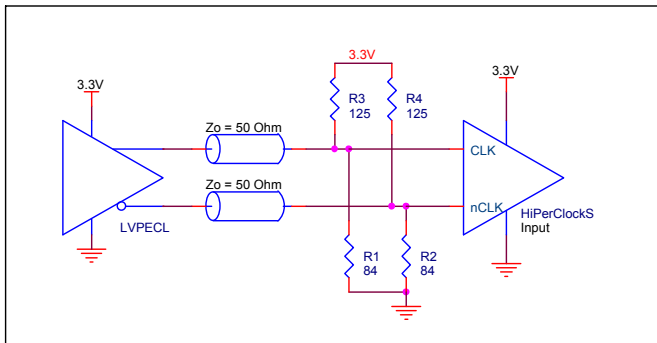 3.3V
3.3V
3.3V
R3
125
R4
125
Zo = 50 Ohm
CLK
Zo = 50 Ohm
nCLK
LVPECL
HiPerClockS
Input
R1
84
R2
84